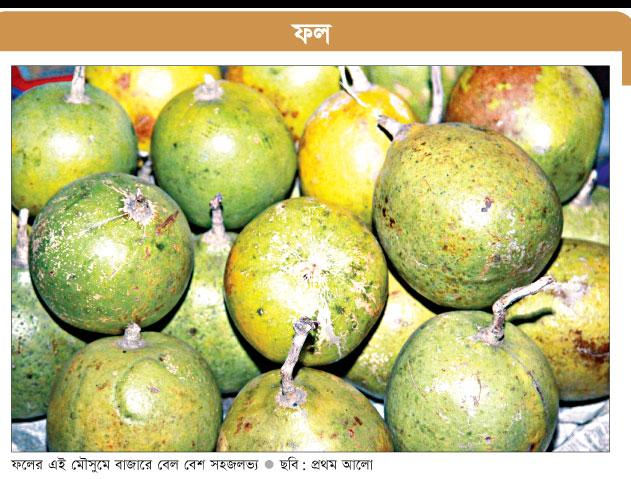 ফল
ফলের এই মৌসুমে বাজারে বেল বেশ সহজলভ্য ● ছবি : প্রথম আলো